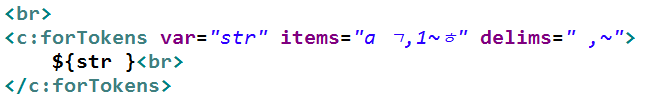 <br>
<c:forTokens var="str" items="a ㄱ,1~ㅎ" delims=" ,~">
${str }<br>
</c:forTokens>